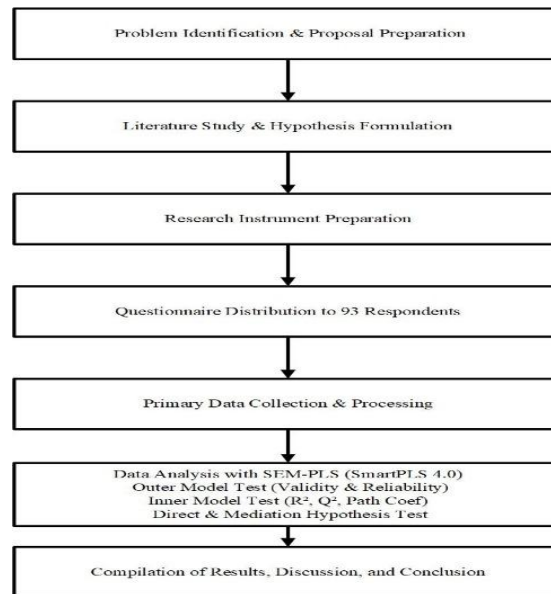 Problem Identification & Proposal Preparation
Literature Study & Hypothesis Formulation
Research Instrument Preparation
Questionnaire Distribution to 93 Respondents
Primary Data Collection & Processing
Data Analysis with SEM-PLS (SmartPLS 4.0)
Outer Model Test (Validity & Reliability)
Inner Model Test (R², Q², Path Coef)
Direct & Mediation Hypothesis Test
Compilation of Results, Discussion, and Conclusion